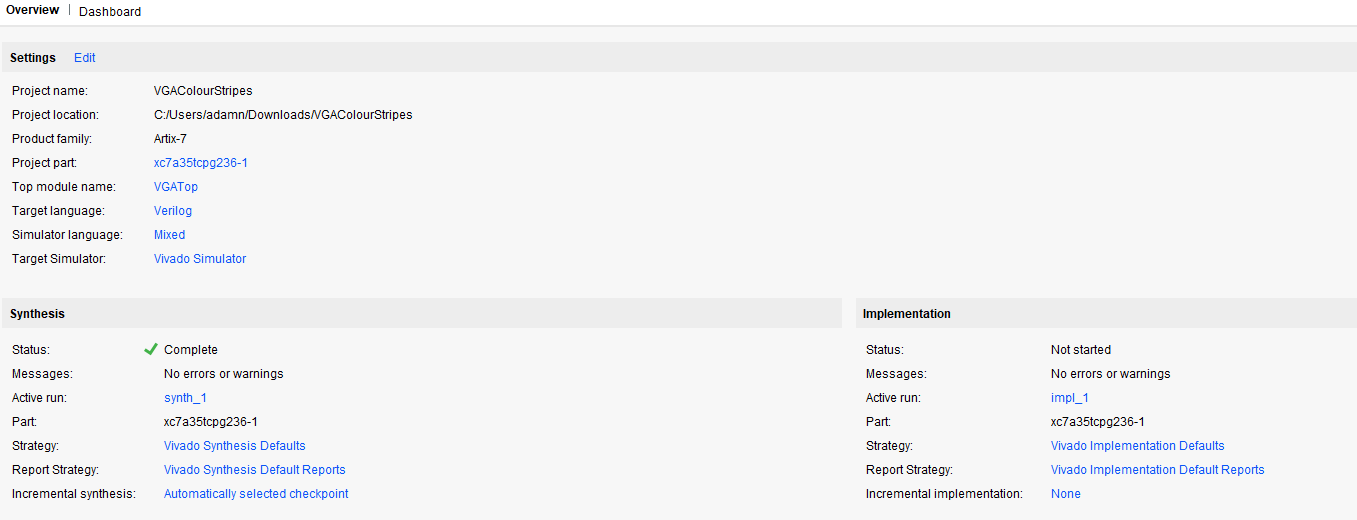 Overview | Dashboard
Settings Edit
Project name: VGAColourStripes
Project location: C:/Users/adamn/Downloads/VGAColourStripes
Product family: Artix-7
Project part: xc7a35tcpg236-1
Top module name: VGATop
Target language: Verilog
Simulator language: Mixed
Target Simulator: Vivado Simulator
Synthesis
Status: Complete
Messages: No errors or warnings
Active run: synth_1
Part: xc7a35tcpg236-1
Strategy: Vivado Synthesis Defaults
Report Strategy: Vivado Synthesis Default Reports
Incremental synthesis: Automatically selected checkpoint
Implementation
Status: Not started
Messages: No errors or warnings
Active run: impl_1
Part: xc7a35tcpg236-1
Strategy: Vivado Implementation Defaults
Report Strategy: Vivado Implementation Default Reports
Incremental implementation: None